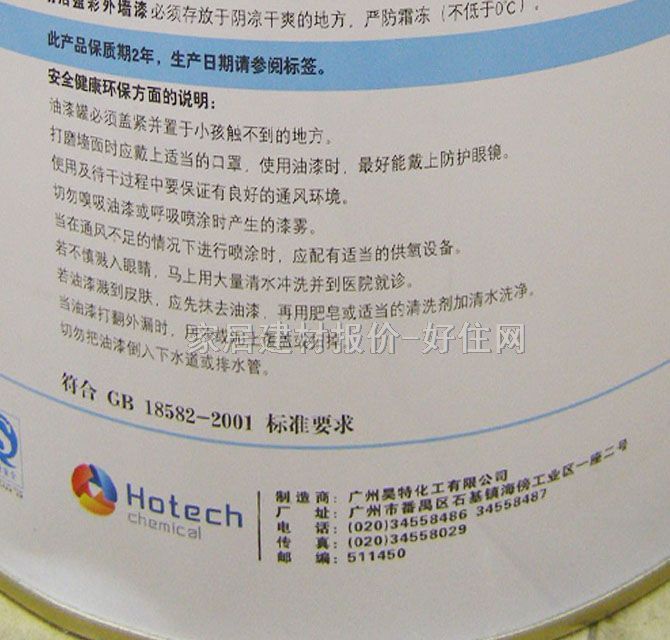 盔彩外墙漆必须存放于阴凉干爽的地方，严防霜冻（不低于0℃）。
此产品保质期2年，生产日期请参阅标签。
安全健康环保方面的说明：
油漆罐必须盖紧并置于小孩触不到的地方。
打磨墙面时应戴上适当的口罩，使用油漆时，最好能戴上防护眼镜。
使用及待干过程中要保证有良好的通风环境。
切勿嗅吸油漆或呼吸喷涂时产生的漆雾。
当在通风不足的情况下进行喷涂时，应配有适当的供氧设备。
若不慎溅入眼睛，马上用大量清水冲洗并到医院就诊。
若油漆溅到皮肤，应先抹去油漆，再用肥皂或适当的清洗剂加清水洗净。
当油漆打翻外漏时，用
切勿把油漆倒入下水道或排水管。
家居建材报价-好住网
符合 GB 18582-2001 标准要求
Hotech
chemical
制造商：广州昊特化工有限公司
厂 址：广州市番禺区石基镇海傍工业区一座二号
电 话：(020)34558486 34558487
传 真：(020)34558029
邮 编：511450